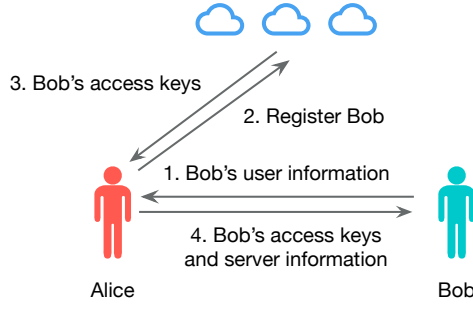 3. Bob's access keys
2. Register Bob
1. Bob's user information
4. Bob's access keys
and server information
Alice
Bob